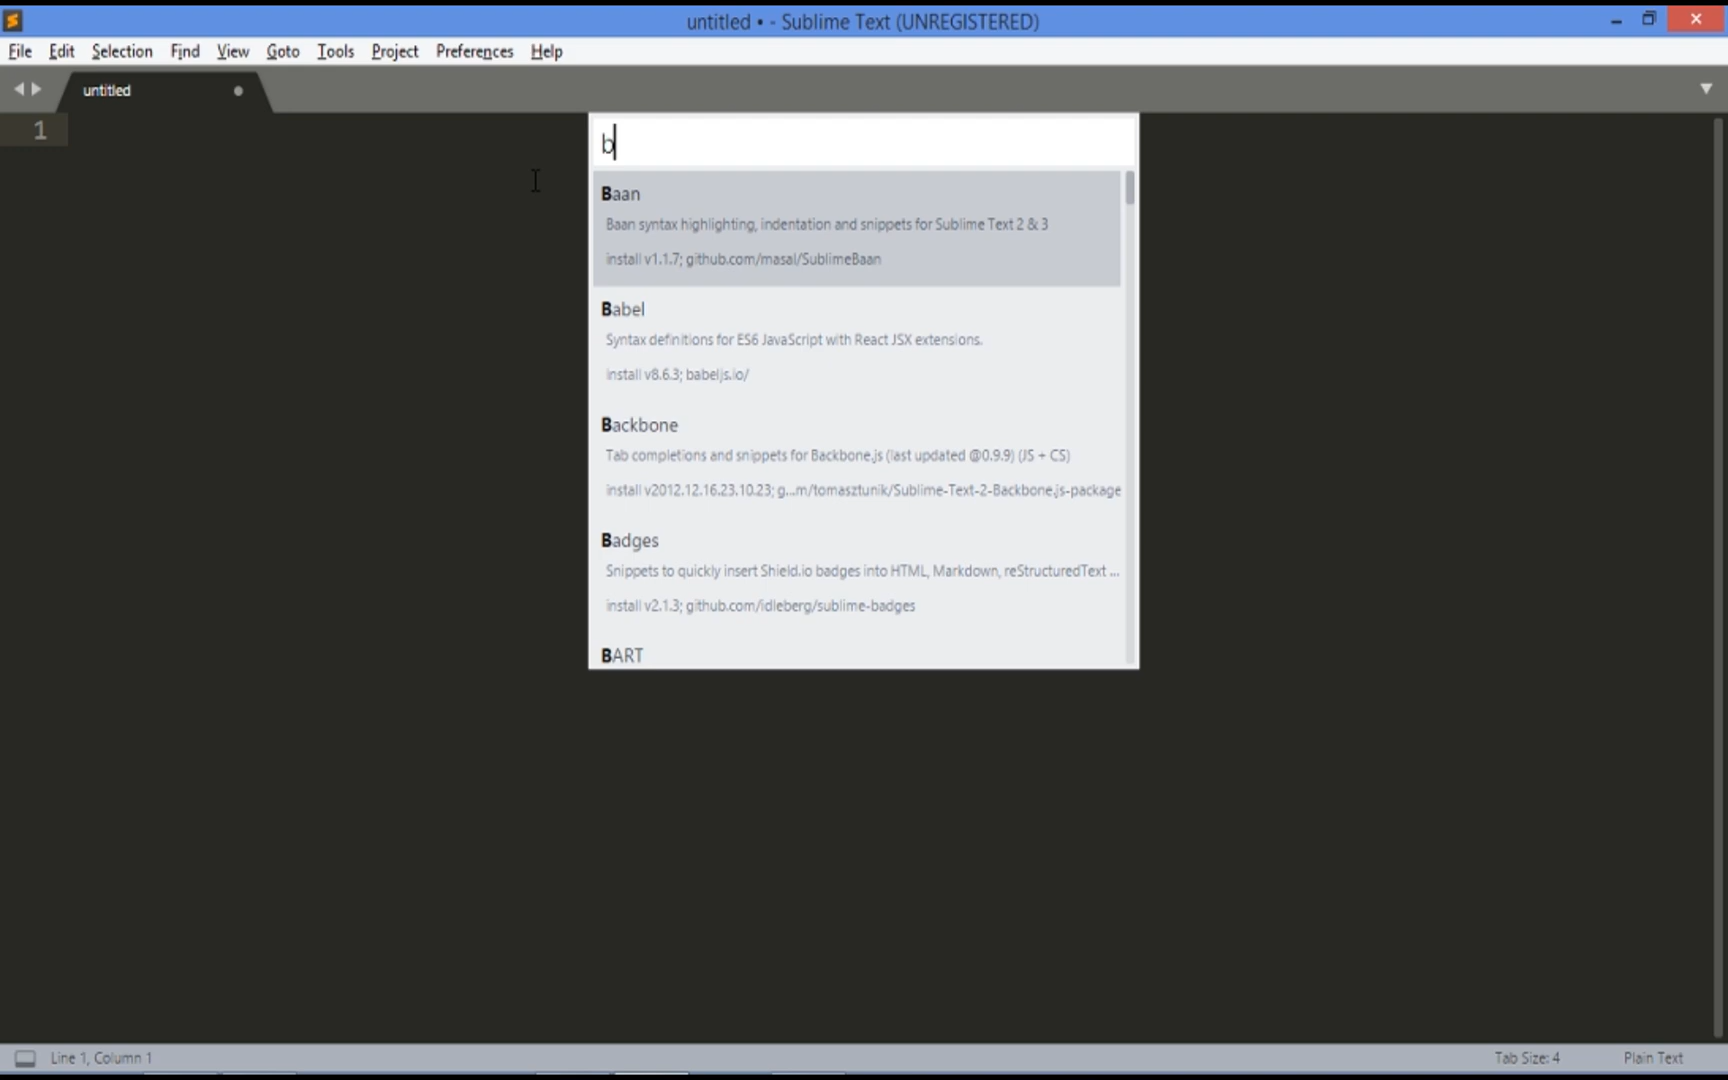 untitled • - Sublime Text (UNREGISTERED)
File Edit Selection Find View Goto Tools Project Preferences Help
untitled
1
b
Baan
Baan syntax highlighting, indentation and snippets for Sublime Text 2 & 3
install v1.1.7; github.com/masal/SublimeBaan
Babel
Syntax definitions for ES6 JavaScript with React JSX extensions.
install v8.6.3; babeljs.io/
Backbone
Tab completions and snippets for Backbone.js (last updated @0.9.9) (JS + CS)
install v2012.12.16.23.10.23; g...m/tomasztunik/Sublime-Text-2-Backbone.js-package
Badges
Snippets to quickly insert Shield.io badges into HTML, Markdown, reStructuredText ...
install v2.1.3; github.com/idleberg/sublime-badges
BART
Line 1, Column 1
Tab Size: 4
Plain Text